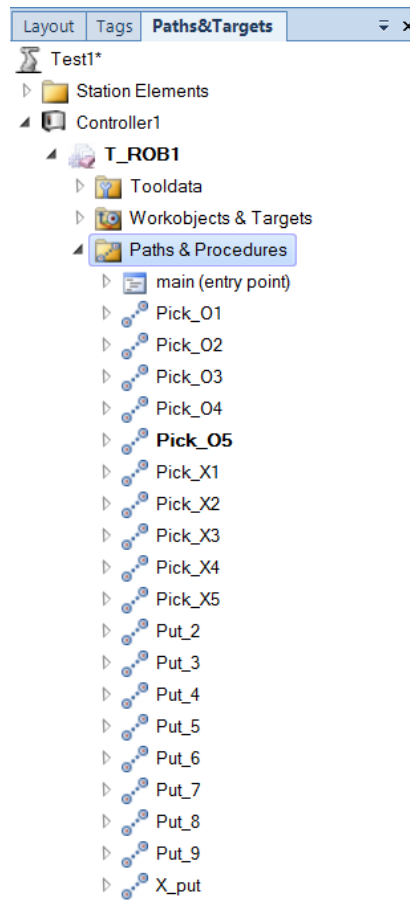 Layout Tags Paths&Targets
Test1*
Station Elements
Controller1
T_ROB1
Tooldata
Workobjects & Targets
Paths & Procedures
main (entry point)
Pick_O1
Pick_O2
Pick_O3
Pick_O4
Pick_O5
Pick_X1
Pick_X2
Pick_X3
Pick_X4
Pick_X5
Put_2
Put_3
Put_4
Put_5
Put_6
Put_7
Put_8
Put_9
X_put